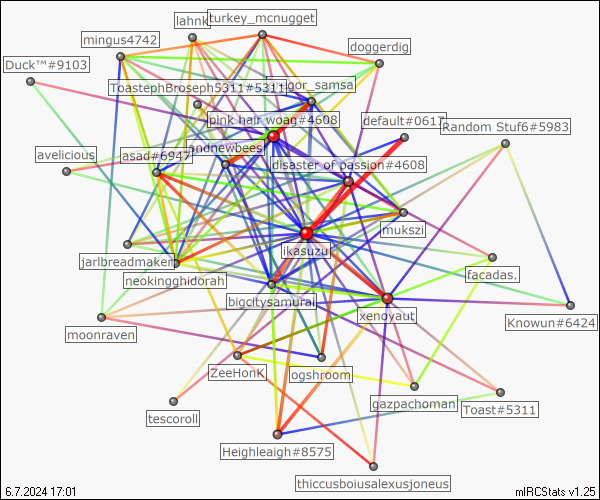 lahnk
turkey_mcnugget
mingus4742
doggerdig
Duck™#9103
ToastephBroseph5311#5311
gor_samsa
pink hair woag#4608
default#0617
Random Stuf6#5983
avelicious
asad#6947
andnewbees
disaster of passion#4608
mukszi
ikasuzu
jarlbreadmaker
neokingghidorah
facadas.
bigcitysamurai
xenoyaut
moonraven
Knowun#6424
ZeeHonK
ogshroom
gazpachoman
Toast#5311
tescoroll
Heighleaigh#8575
thiccusboiusalexusjoneus
6.7.2024 17:01
mIRCStats v1.25